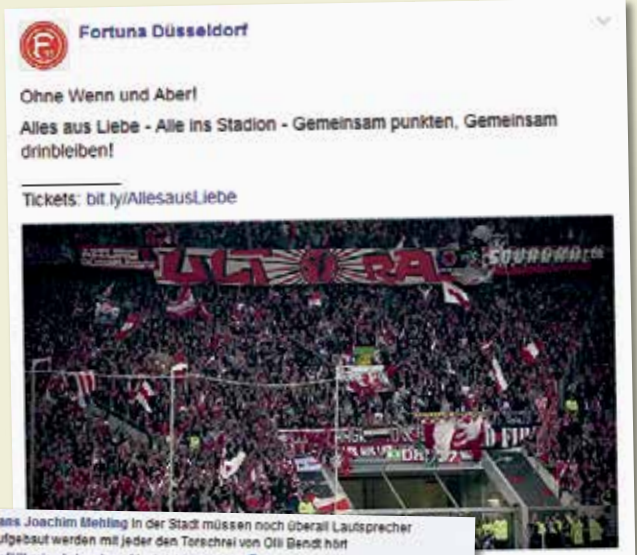 Fortuna Düsseldorf
Ohne Wenn und Aber!
Alles aus Liebe - Alle ins Stadion - Gemeinsam punkten, Gemeinsam
drinbleiben!
Tickets: bit.ly/AllesausLiebe
ULTRA
Joachim Mehling In der Stadt müssen noch überall Lautsprecher
ufgebaut werden mit jeder den Torschrei von Olli Bendt hört